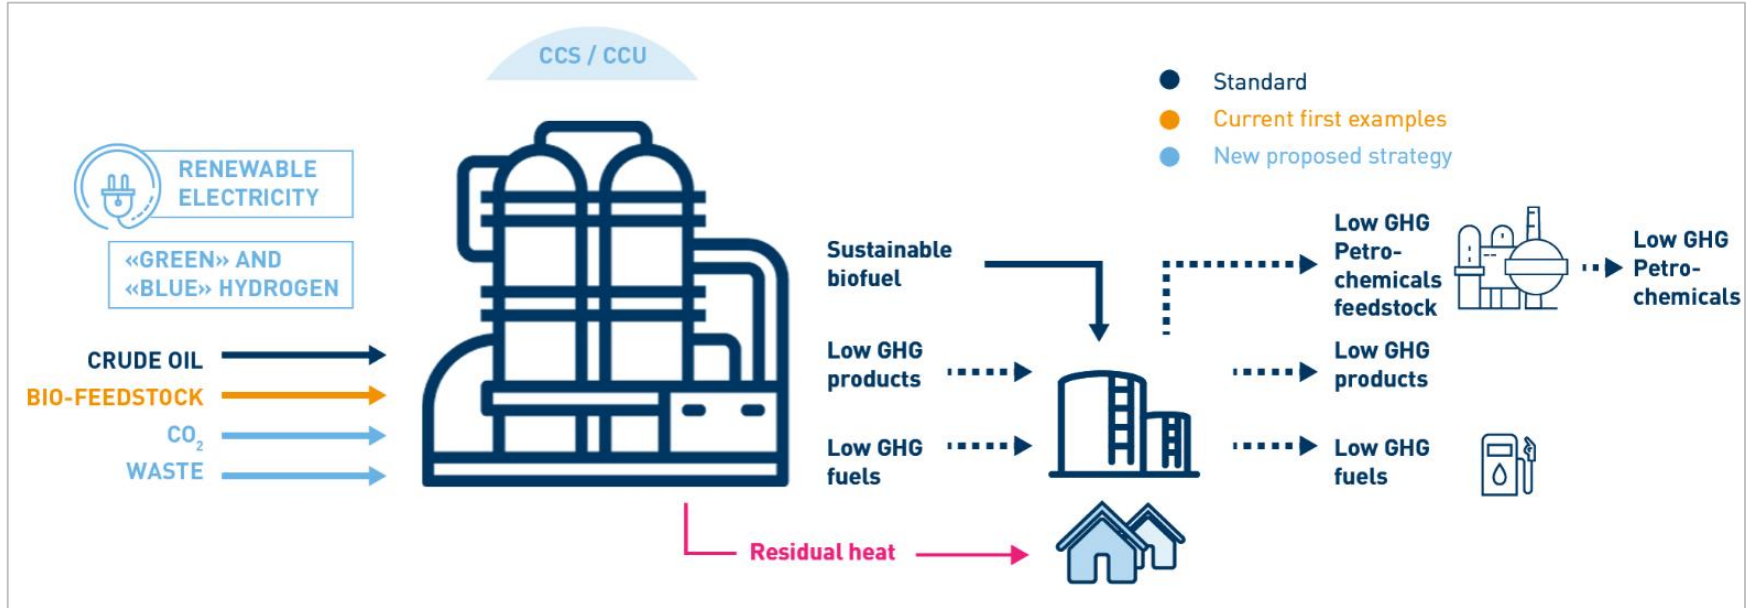 CCS / CCU
Standard
Current first examples
New proposed strategy
RENEWABLE
ELECTRICITY
«GREEN» AND
«BLUE» HYDROGEN
CRUDE OIL
BIO-FEEDSTOCK
CO₂
WASTE
Sustainable
biofuel
Low GHG
products
Low GHG
fuels
Residual heat
Low GHG
Petro-
chemicals
feedstock
Low GHG
Petro-
chemicals
Low GHG
products
Low GHG
fuels